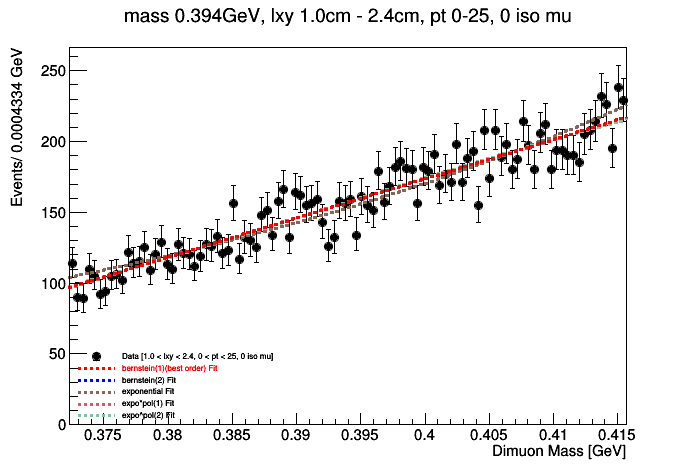 mass 0.394GeV, lxy 1.0cm - 2.4cm, pt 0-25, 0 iso mu
Events/ 0.0004334 GeV
250
200
150
100
50
0
Data [1.0 < lxy < 2.4, 0 < pt < 25, 0 iso mu]
bernstein(1)(best order) Fit
bernstein(2) Fit
exponential Fit
expo*pol(1) Fit
expo*pol(2) Fit
0.375 0.38 0.385 0.39 0.395 0.4 0.405 0.41 0.415
Dimuon Mass [GeV]